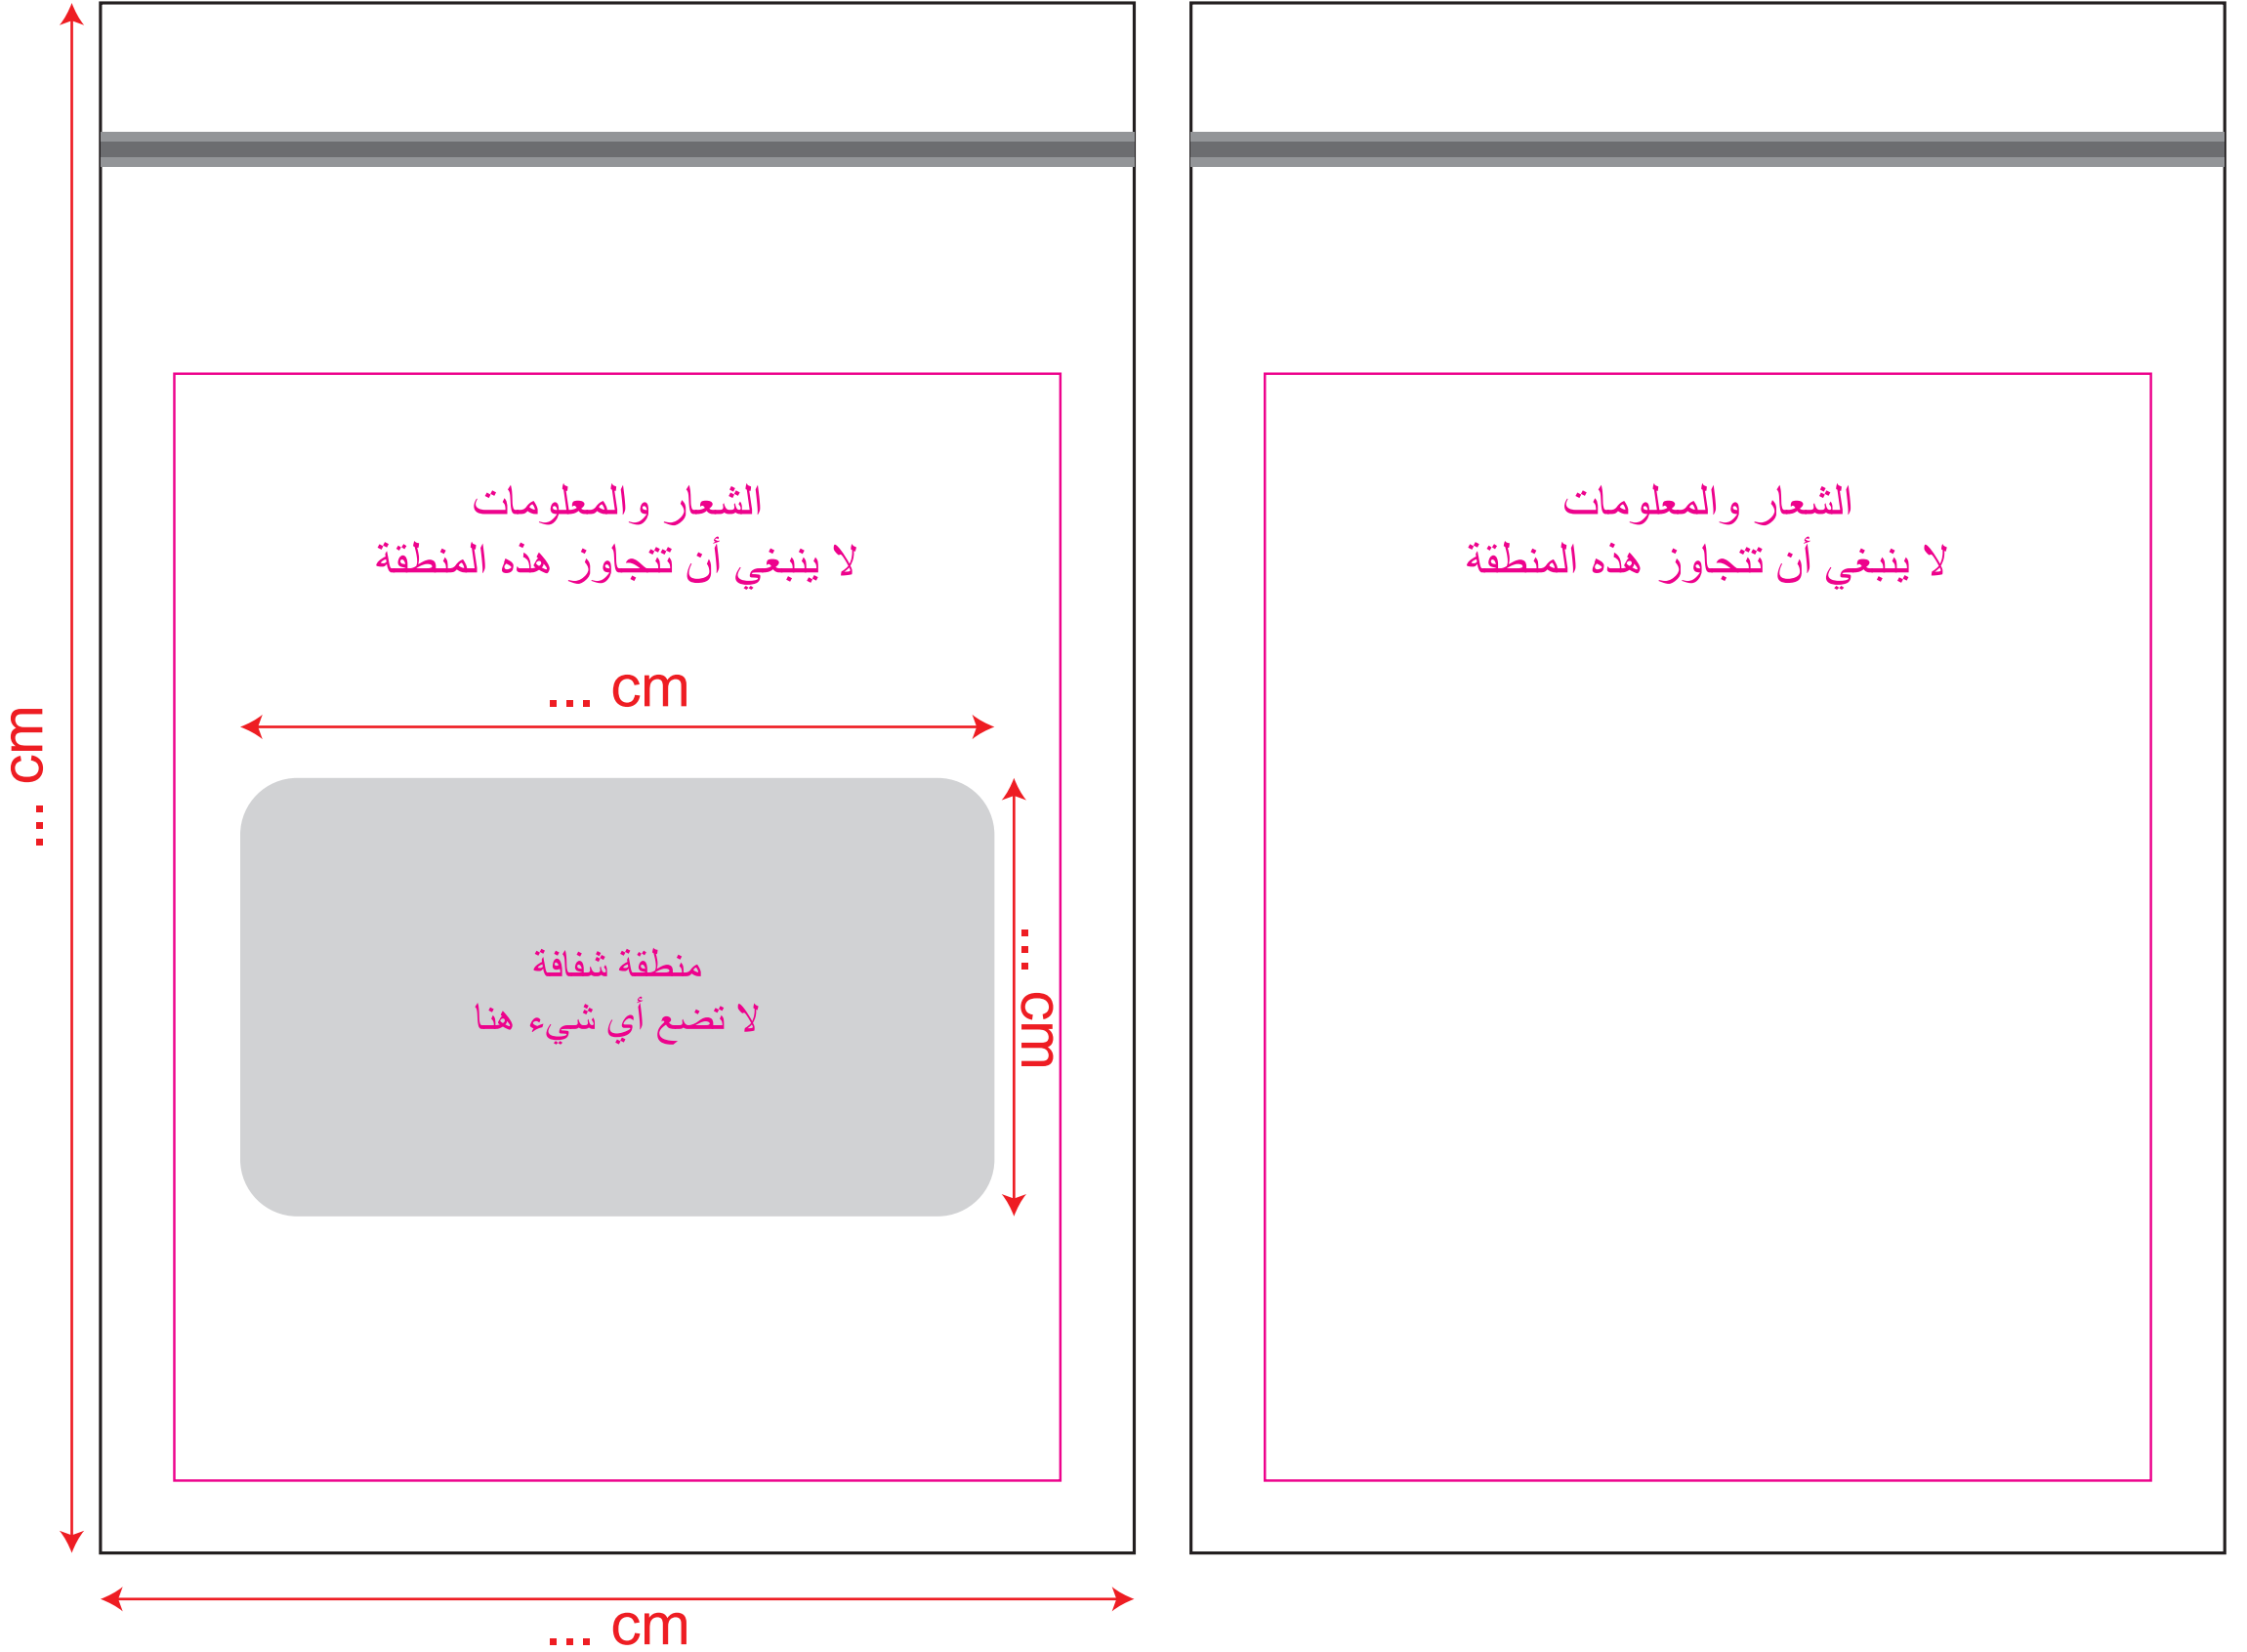 الشعار والمعلومات
لا ينبغي أن تتجاوز هذه المنطقة
... cm
... cm
منطقة شفافة
لا تضع أي شيء هنا
... cm
... cm
الشعار والمعلومات
لا ينبغي أن تتجاوز هذه المنطقة